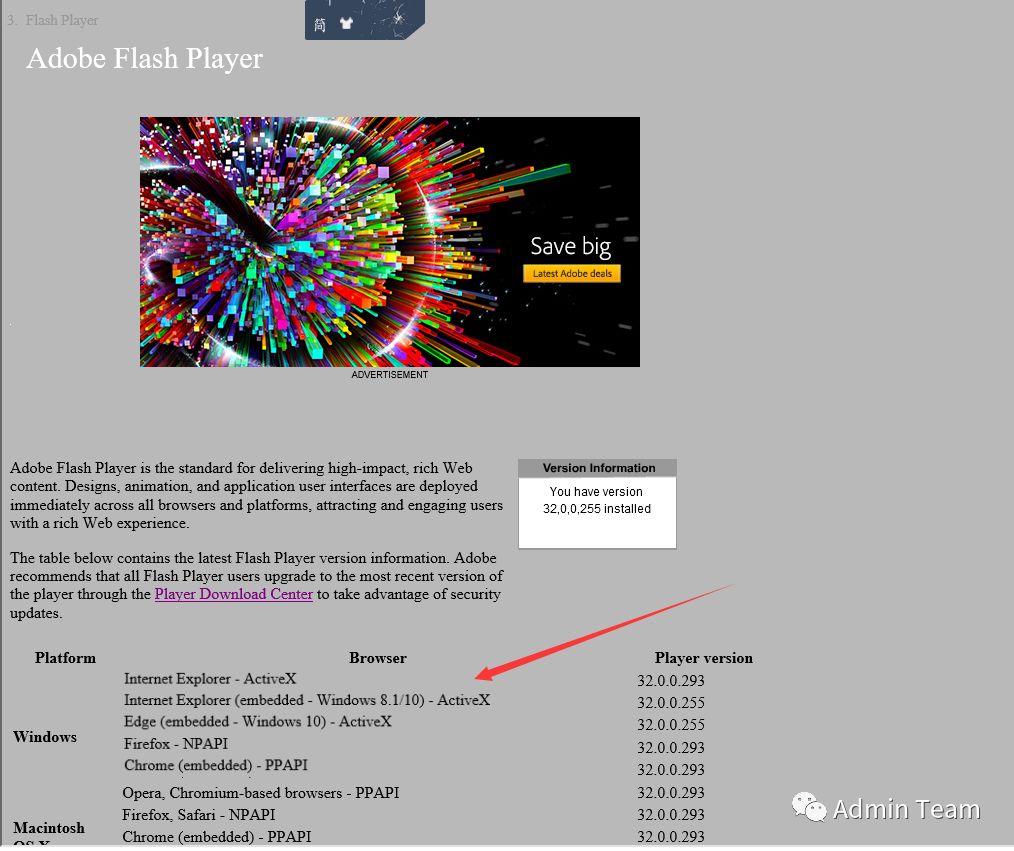 3. Flash Player
简
Adobe Flash Player
Save big
Latest Adobe deals
ADVERTISEMENT
Adobe Flash Player is the standard for delivering high-impact, rich Web
content. Designs, animation, and application user interfaces are deployed
immediately across all browsers and platforms, attracting and engaging users
with a rich Web experience.
Version Information
You have version
32,0,0,255 installed
The table below contains the latest Flash Player version information. Adobe
recommends that all Flash Player users upgrade to the most recent version of
the player through the Player Download Center to take advantage of security
updates.
Platform Browser Player version
Internet Explorer - ActiveX 32.0.0.293
Internet Explorer (embedded - Windows 8.1/10) - ActiveX 32.0.0.255
Edge (embedded - Windows 10) - ActiveX 32.0.0.255
Windows
Firefox - NPAPI 32.0.0.293
Chrome (embedded) - PPAPI 32.0.0.293
Opera, Chromium-based browsers - PPAPI 32.0.0.293
Firefox, Safari - NPAPI 32.0.0.293
Macintosh
Chrome (embedded) - PPAPI 32.0.0.293
Admin Team